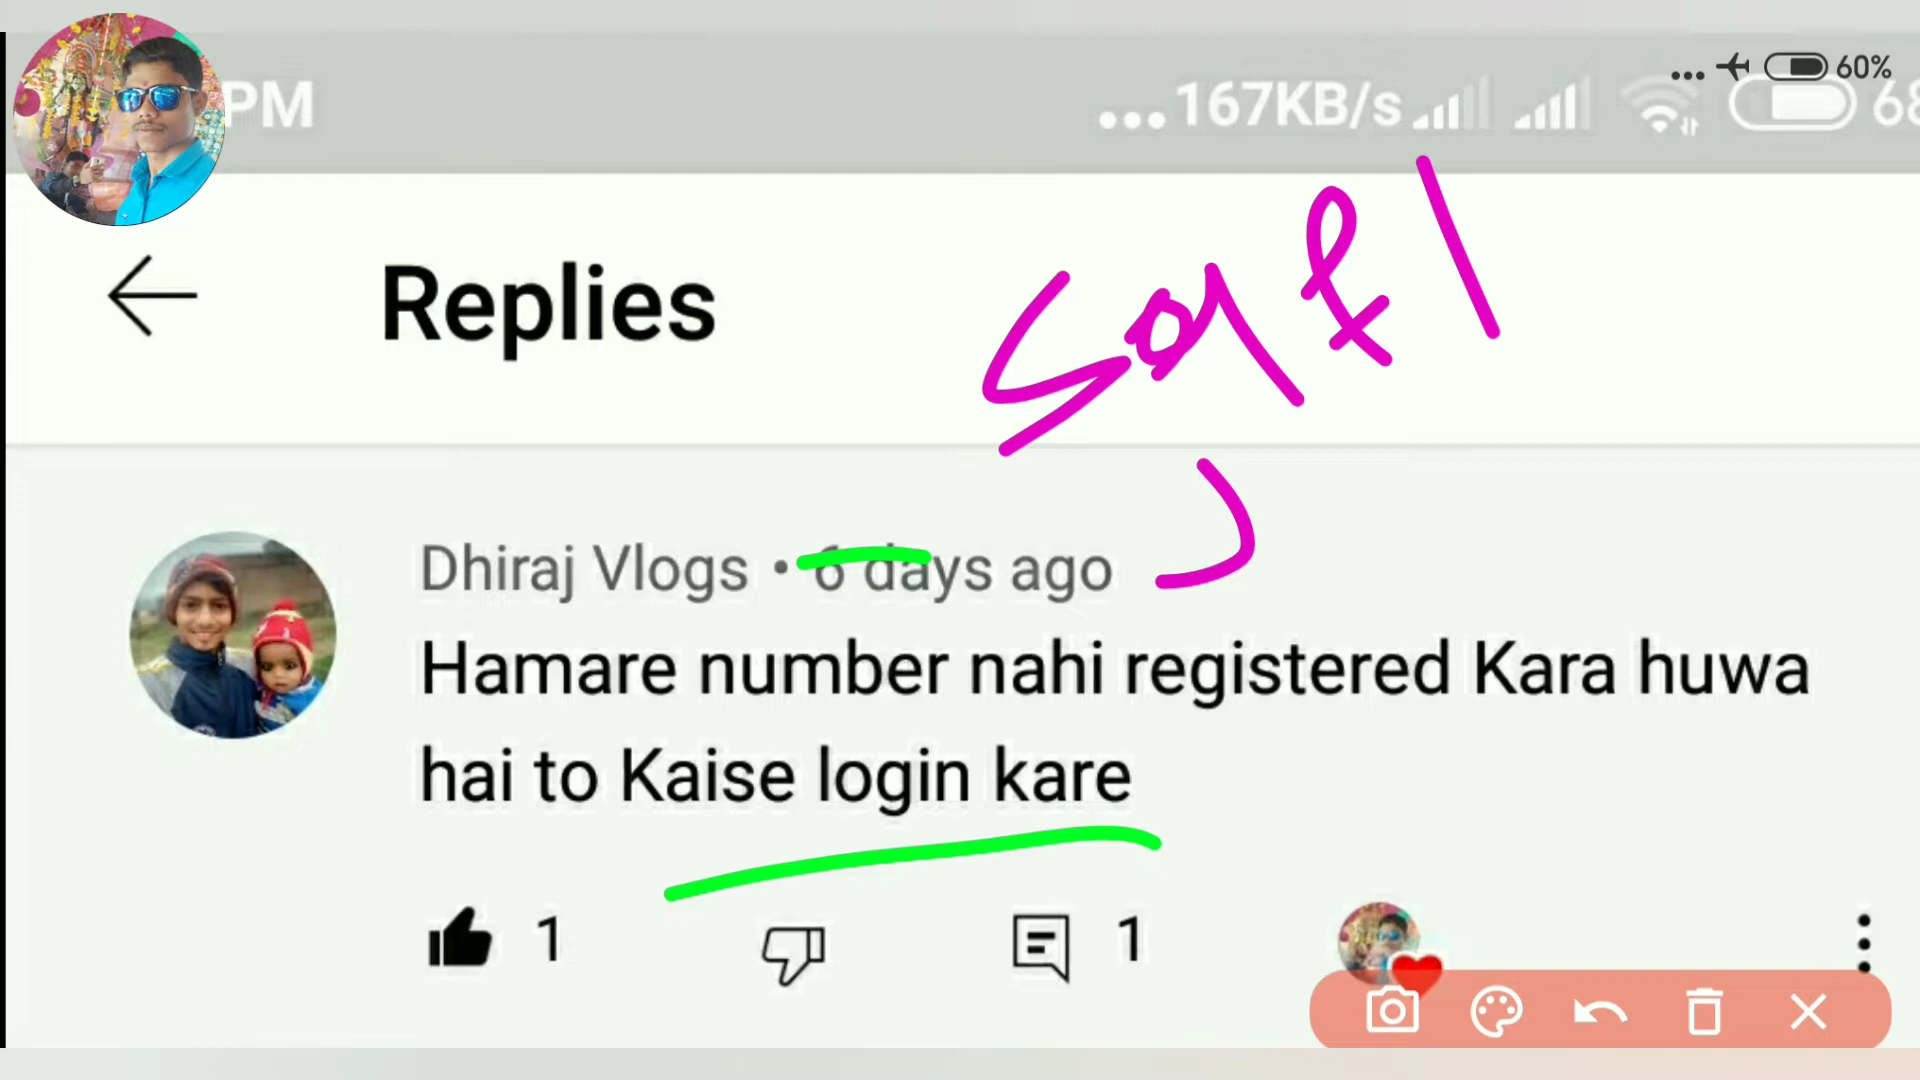 60%
PM ...167KB/s 68
Replies
Dhiraj Vlogs • 6 days ago
Hamare number nahi registered Kara huwa
hai to Kaise login kare
1 1